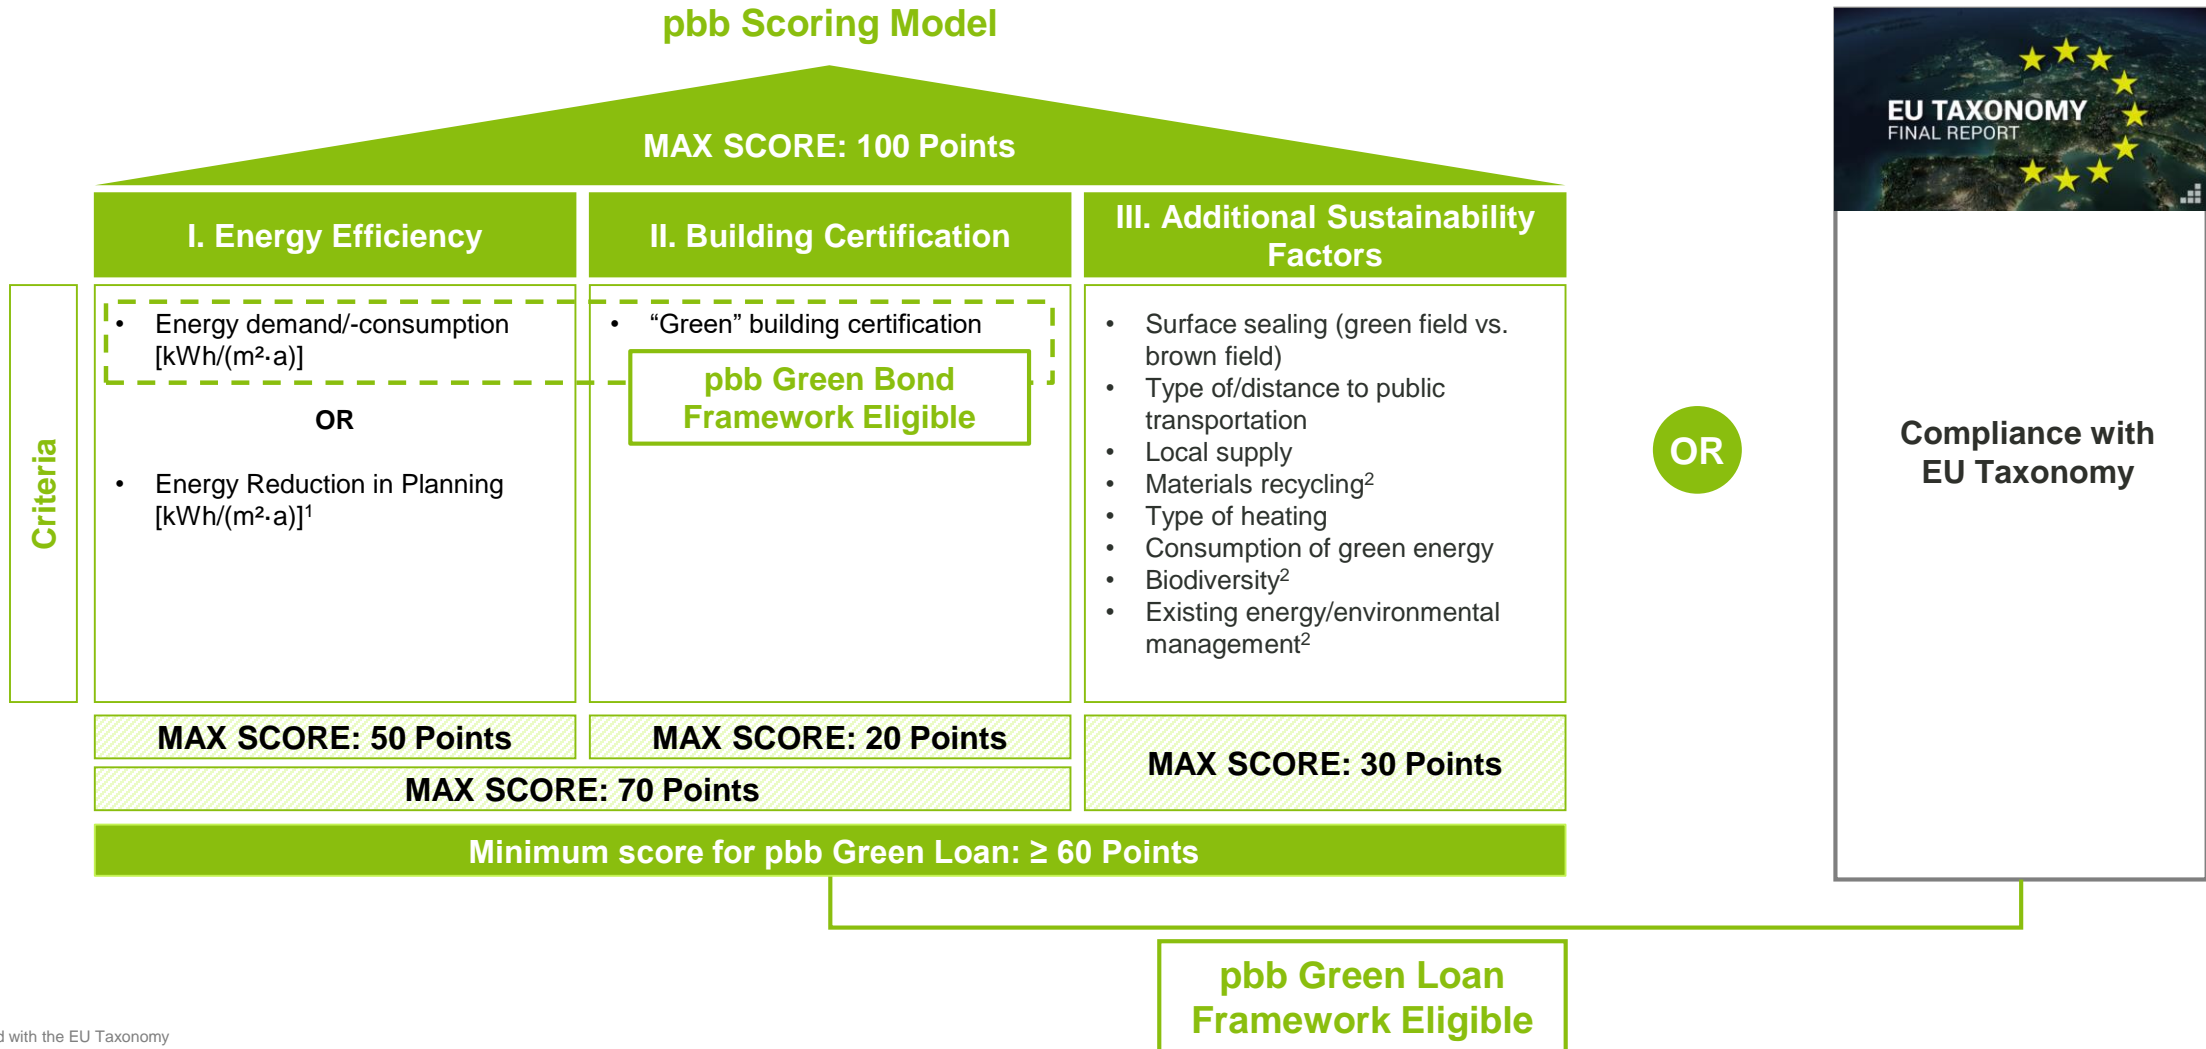 pbb Scoring Model
MAX SCORE: 100 Points
I. Energy Efficiency
II. Building Certification
III. Additional Sustainability
Factors
Criteria
• Energy demand/-consumption
[kWh/(m²·a)]
OR
• Energy Reduction in Planning
[kWh/(m²·a)]¹
• “Green” building certification
pbb Green Bond
Framework Eligible
• Surface sealing (green field vs.
brown field)
• Type of/distance to public
transportation
• Local supply
• Materials recycling²
• Type of heating
• Consumption of green energy
• Biodiversity²
• Existing energy/environmental
management²
MAX SCORE: 50 Points
MAX SCORE: 20 Points
MAX SCORE: 70 Points
MAX SCORE: 30 Points
Minimum score for pbb Green Loan: ≥ 60 Points
OR
EU TAXONOMY
FINAL REPORT
Compliance with
EU Taxonomy
pbb Green Loan
Framework Eligible
with the EU Taxonomy